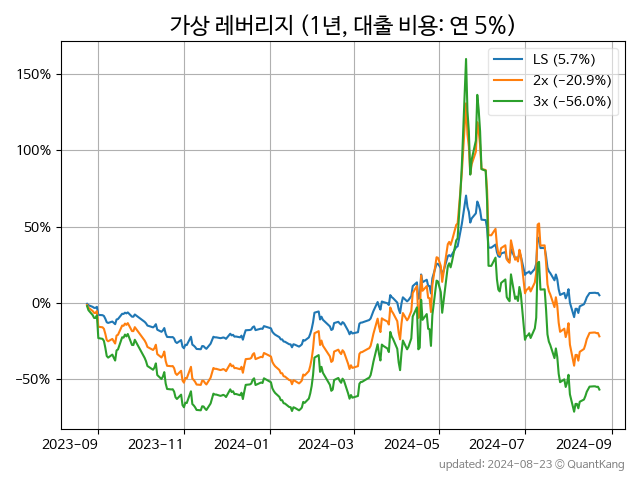 가상 레버리지 (1년, 대출 비용: 연 5%)
LS (5.7%)
2x (−20.9%)
3x (−56.0%)
150%
100%
50%
0%
−50%
2023-09 2023-11 2024-01 2024-03 2024-05 2024-07 2024-09
updated: 2024-08-23 © QuantKang